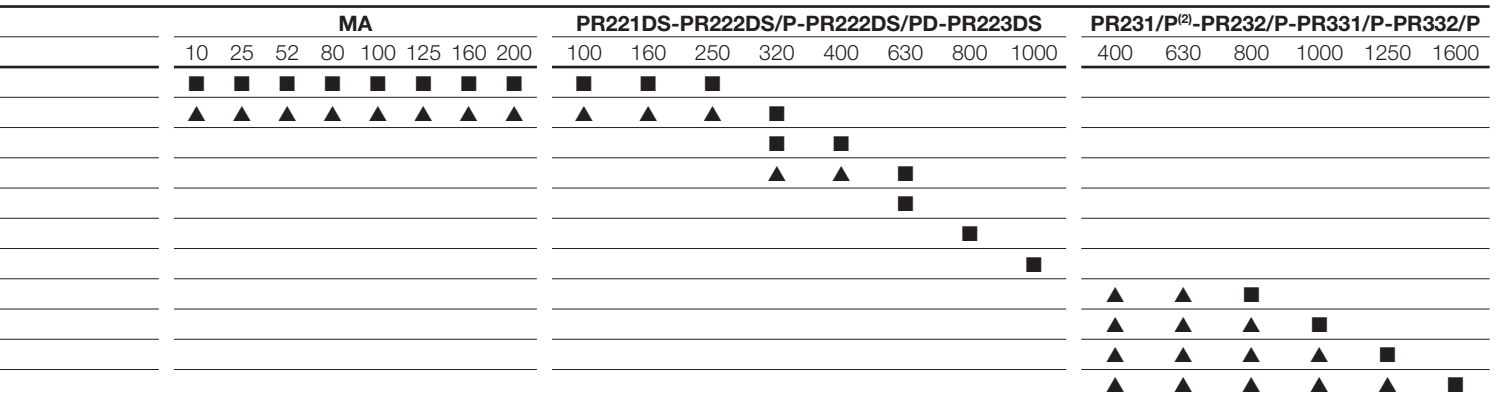 MA PR221DS-PR222DS/P-PR222DS/PD-PR223DS PR231/P(2)-PR232/P-PR331/P-PR332/P
10 25 52 80 100 125 160 200 100 160 250 320 400 630 800 1000 400 630 800 1000 1250 1600
■ ■ ■ ■ ■ ■ ■ ■ ■ ■ ■
▲ ▲ ▲ ▲ ▲ ▲ ▲ ▲ ▲ ▲ ▲ ■
■ ■
▲ ▲ ■
■
■
■
▲ ▲ ■
▲ ▲ ▲ ■
▲ ▲ ▲ ▲ ■
▲ ▲ ▲ ▲ ▲ ■